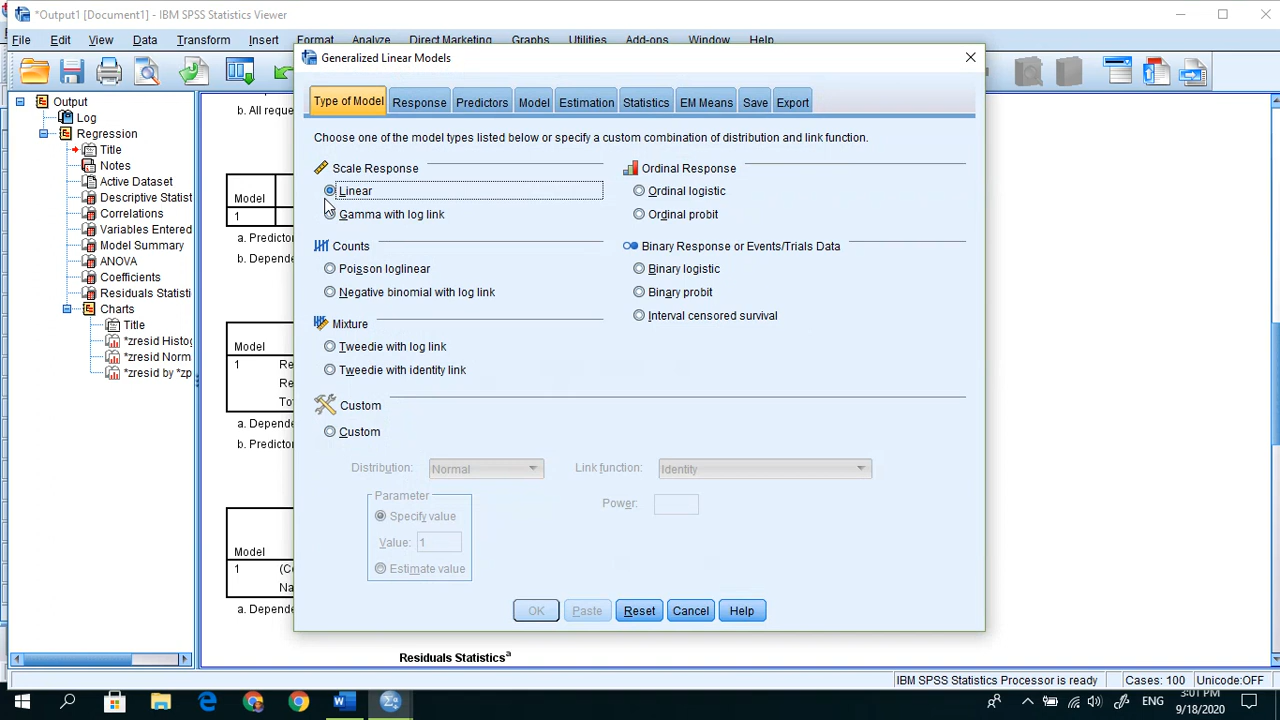 *Output1 [Document1] - IBM SPSS Statistics Viewer
File Edit View Data Transform Insert Format Analyze Direct Marketing Graphs Utilities Add-ons Window Help
Generalized Linear Models
Type of Model Response Predictors Model Estimation Statistics EM Means Save Export
Choose one of the model types listed below or specify a custom combination of distribution and link function.
Scale Response
Linear
Gamma with log link
Counts
Poisson loglinear
Negative binomial with log link
Mixture
Tweedie with log link
Tweedie with identity link
Ordinal Response
Ordinal logistic
Ordinal probit
Binary Response or Events/Trials Data
Binary logistic
Binary probit
Interval censored survival
Custom
Custom
Distribution: Normal Link function: Identity
Parameter
Specify value
Value: 1
Estimate value
Power:
OK Paste Reset Cancel Help
Output
Log
Regression
Title
Notes
Active Dataset
Descriptive Statist
Correlations
Variables Entered
Model Summary
ANOVA
Coefficients
Residuals Statisti
Charts
Title
*zresid Histog
*zresid Norm
*zresid by *zp
b. All reque
Model
1
a. Predictor
b. Depende
Model
1 Re
Re
Tot
a. Depende
b. Predictor
Model
1 (Co
Na
a. Depende
Residuals Statistics a
IBM SPSS Statistics Processor is ready Cases: 100 Unicode:OFF
ENG
3:01 PM
9/18/2020